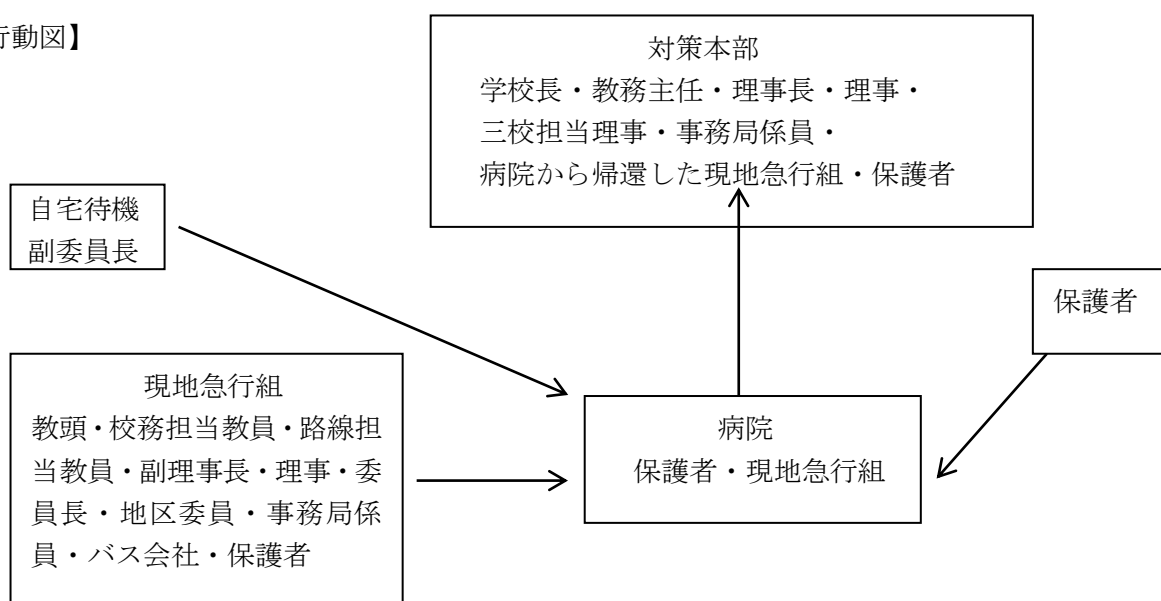 行動図】
対策本部
学校長・教務主任・理事長・理事・
三校担当理事・事務局係員・
病院から帰還した現地急行組・保護者
自宅待機
副委員長
保護者
現地急行組
教頭・校務担当教員・路線担
当教員・副理事長・理事・委
員長・地区委員・事務局係
員・バス会社・保護者
病院
保護者・現地急行組